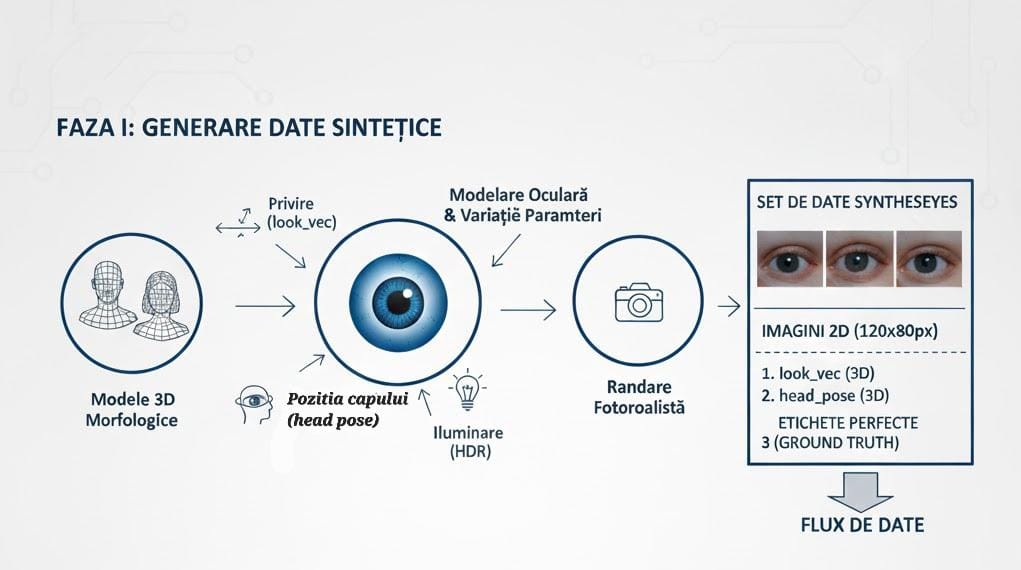 FAZA I: GENERARE DATE SINTEȚICE
Privire
(look_vec)
Modelare Oculară
& Variație Paramteri
Modele 3D
Morfologice
Pozitia capului
(head pose)
Iluminare
(HDR)
Randare
Fotoroalistă
SET DE DATE SYNTHESEYES
IMAGINI 2D (120x80px)
1. look_vec (3D)
2. head_pose (3D)
ETICHETE PERFECTE
3 (GROUND TRUTH)
FLUX DE DATE